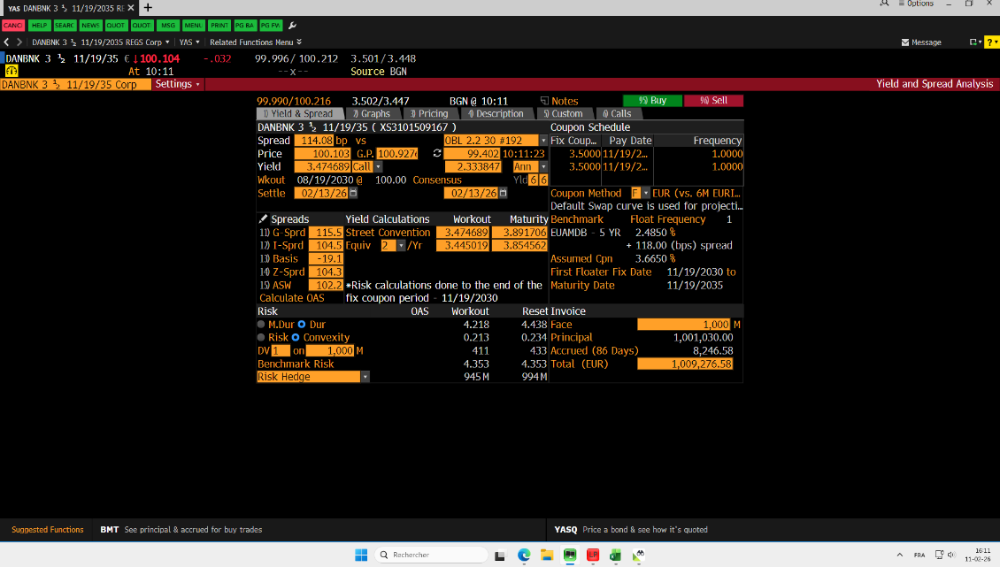 YAS DANBNK 3 ½ 11/19/2035 RE × +
Options
CANCL HELP SEARC NEWS QUOT QUOT MSG MENU PRINT PG BA PG FW
DANBNK 3 ½ 11/19/2035 REGS Corp YAS Related Functions Menu Message ?
DANBNK 3 ½ 11/19/35 € ↓100.104 -.032 99.996/100.212 3.501/3.448
At 10:11 --x-- Source BGN
DANBNK 3 ½ 11/19/35 Corp Settings Yield and Spread Analysis
99.990/100.216 3.502/3.447 BGN @ 10:11 Notes Buy Sell
1) Yield & Spread 2) Graphs 3) Pricing 4) Description 5) Custom 6) Calls
DANBNK 3 ½ 11/19/35 ( XS3101509167 ) Coupon Schedule
Spread 114.08 bp vs OBL 2.2 30 #192 Fix Coup... Pay Date Frequency
Price 100.103 G.P. 100.927 99.402 10:11:23 3.5000 11/19/2... 1.0000
Yield 3.474689 Call 2.333847 Ann 3.5000 11/19/2... 1.0000
Wkout 08/19/2030 @ 100.00 Consensus Yld 6 6
Settle 02/13/26 02/13/26 Coupon Method F EUR (vs. 6M EURI...
Default Swap curve is used for projecti...
Spreads Yield Calculations Workout Maturity Benchmark Float Frequency 1
11) G-Sprd 115.5 Street Convention 3.474689 3.891706 EUAMDB - 5 YR 2.4850 %
12) I-Sprd 104.5 Equiv 2 /Yr 3.445019 3.854562 + 118.00 (bps) spread
13) Basis -19.1 Assumed Cpn 3.6650 %
14) Z-Sprd 104.3 First Floater Fix Date 11/19/2030 to
15) ASW 102.2 *Risk calculations done to the end of the Maturity Date 11/19/2035
Calculate OAS fix coupon period - 11/19/2030
Risk OAS Workout Reset Invoice
M.Dur Dur 4.218 4.438 Face 1,000 M
Risk Convexity 0.213 0.234 Principal 1,001,030.00
DV 1 on 1,000 M 411 433 Accrued (86 Days) 8,246.58
Benchmark Risk 4.353 4.353 Total (EUR) 1,009,276.58
Risk Hedge 945 M 994 M
Suggested Functions BMT See principal & accrued for buy trades YASQ Price a bond & see how it's quoted
Rechercher FRA 16:11
11-02-26